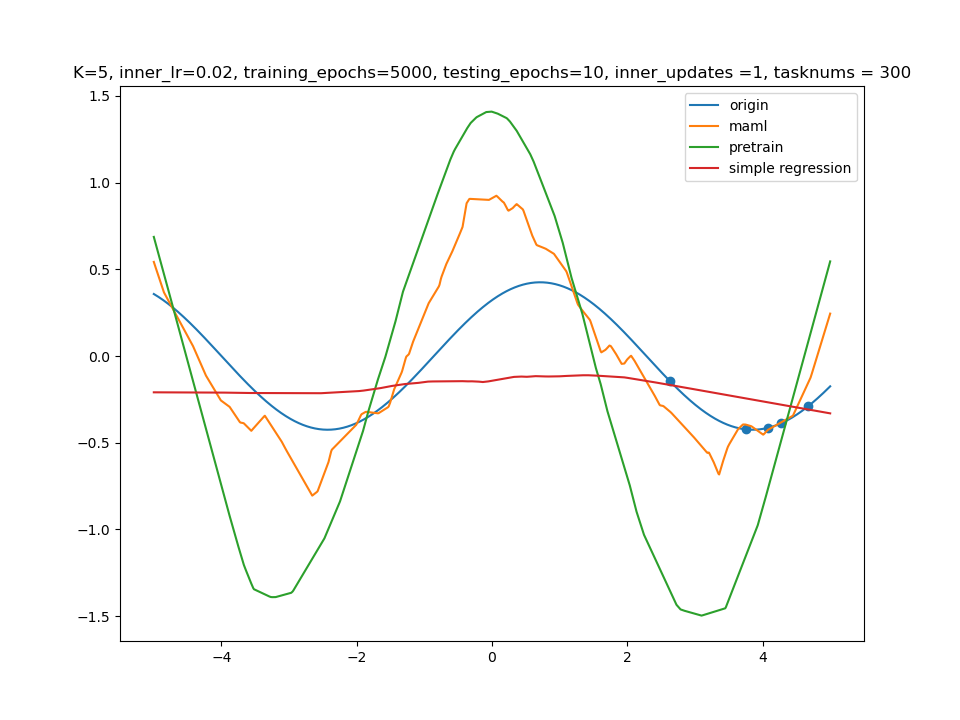 K=5, inner_lr=0.02, training_epochs=5000, testing_epochs=10, inner_updates =1, tasknums = 300
origin
maml
pretrain
simple regression
1.5
1.0
0.5
0.0
−0.5
−1.0
−1.5
−4 −2 0 2 4